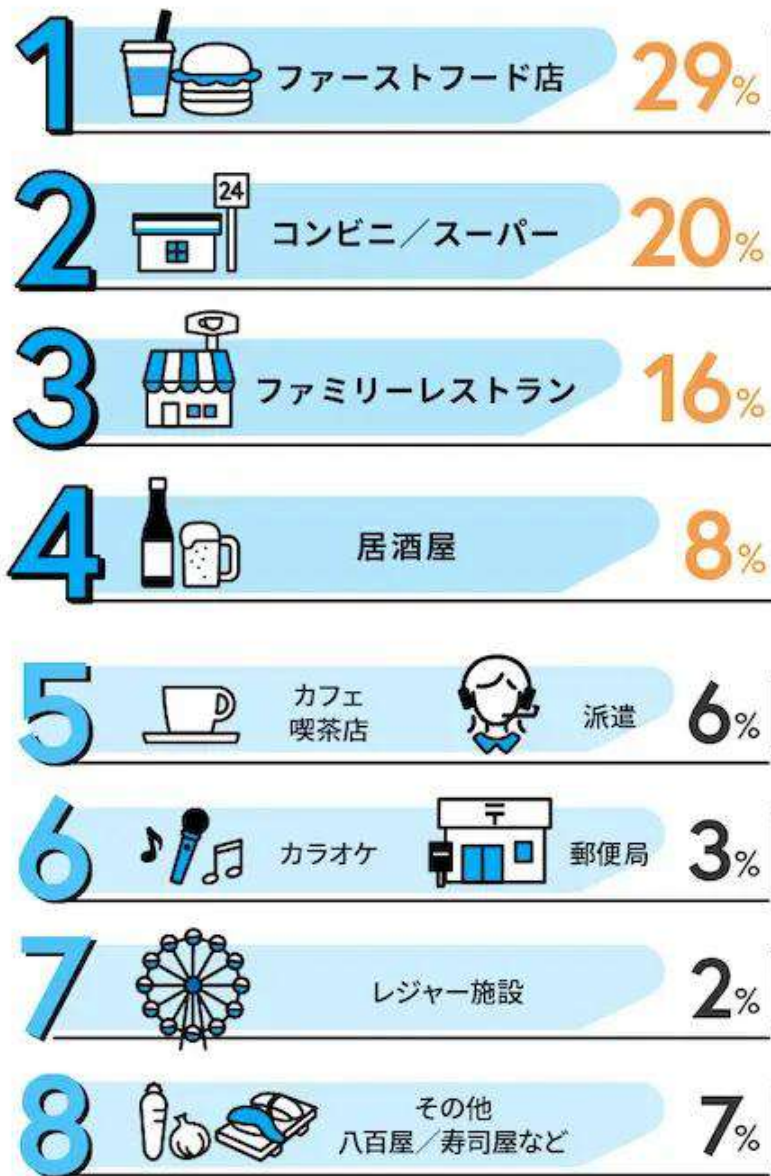 1 ファーストフード店 29%
24
2 コンビニ／スーパー 20%
3 ファミリーレストラン 16%
4 居酒屋 8%
5 カフェ
喫茶店 派遣 6%
〒
6 カラオケ 郵便局 3%
7 レジャー施設 2%
8 その他
八百屋／寿司屋など 7%